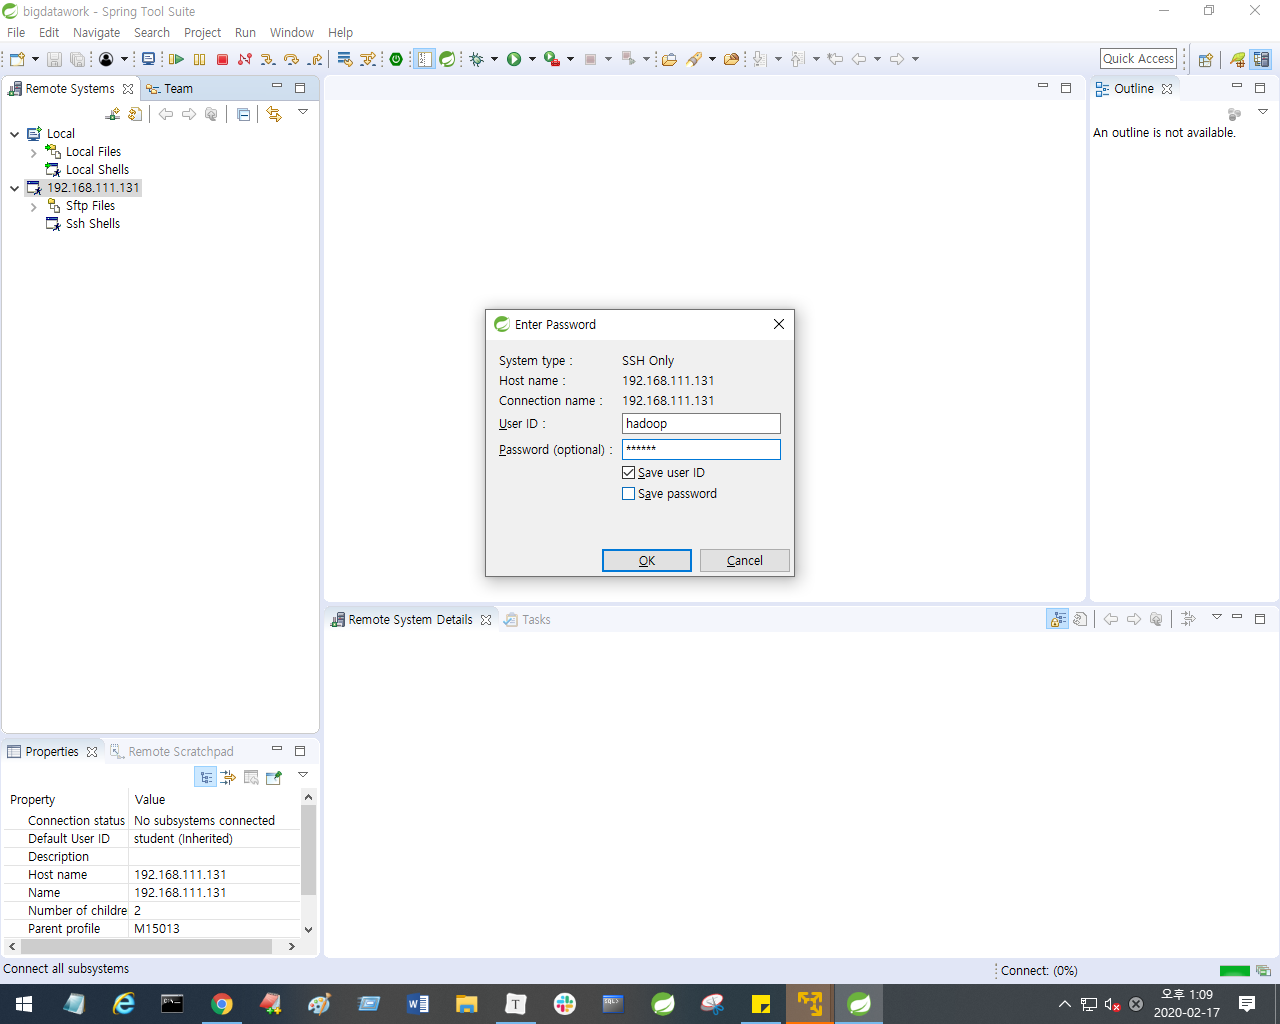 bigdatawork - Spring Tool Suite
File Edit Navigate Search Project Run Window Help
Quick Access
Remote Systems
Team
Local
Local Files
Local Shells
192.168.111.131
Sftp Files
Ssh Shells
Outline
An outline is not available.
Enter Password
System type : SSH Only
Host name : 192.168.111.131
Connection name : 192.168.111.131
User ID : hadoop
Password (optional) : ******
Save user ID
Save password
OK Cancel
Remote System Details
Tasks
Properties
Remote Scratchpad
Property Value
Connection status No subsystems connected
Default User ID student (Inherited)
Description
Host name 192.168.111.131
Name 192.168.111.131
Number of childre 2
Parent profile M15013
Connect all subsystems
Connect: (0%)
오후 1:09
2020-02-17